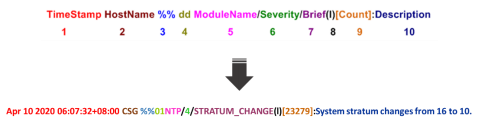 TimeStamp HostName %% dd ModuleName/Severity/Brief(l)[Count]:Description
1 2 3 4 5 6 7 8 9 10
Apr 10 2020 06:07:32+08:00 CSG %%01NTP/4/STRATUM_CHANGE(l)[23279]:System stratum changes from 16 to 10.